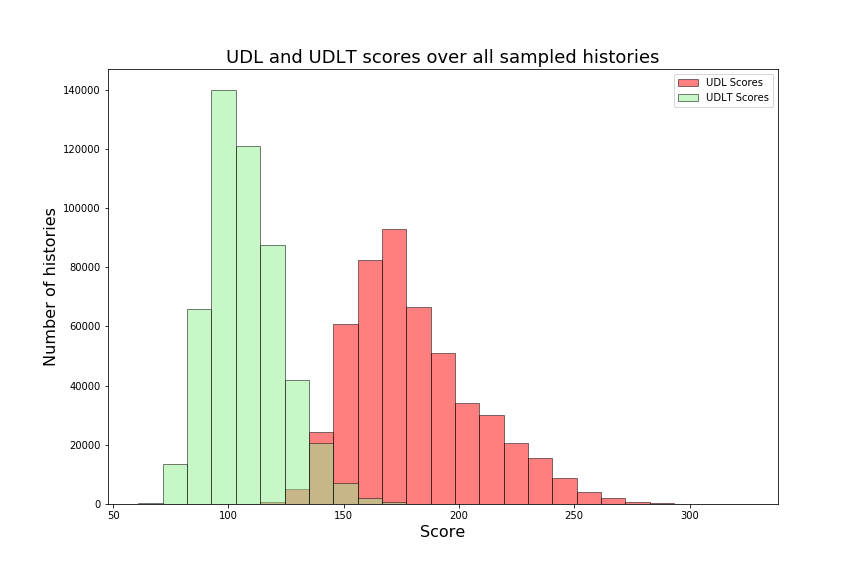 UDL and UDLT scores over all sampled histories
UDL Scores
UDLT Scores
Number of histories
140000
120000
100000
80000
60000
40000
20000
0
50
100
150
200
250
300
Score